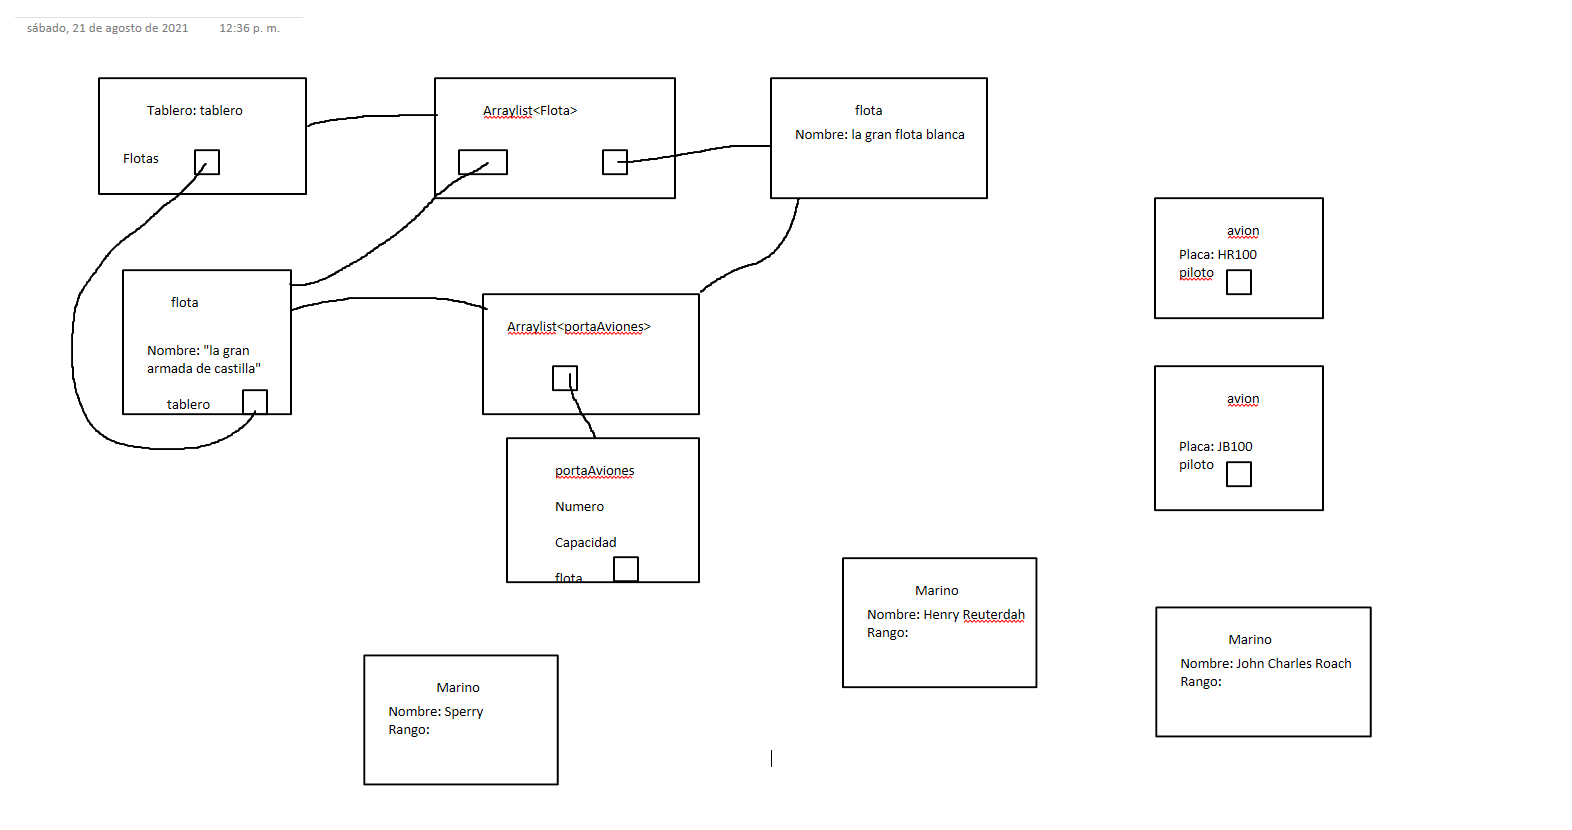 sábado, 21 de agosto de 2021 12:36 p. m.
Tablero: tablero
Flotas
Arraylist<Flota>
flota
Nombre: la gran flota blanca
flota
Nombre: "la gran
armada de castilla"
tablero
Arraylist<portaAviones>
portaAviones
Numero
Capacidad
flota
avion
Placa: HR100
piloto
avion
Placa: JB100
piloto
Marino
Nombre: Henry Reuterdah
Rango:
Marino
Nombre: John Charles Roach
Rango:
Marino
Nombre: Sperry
Rango: